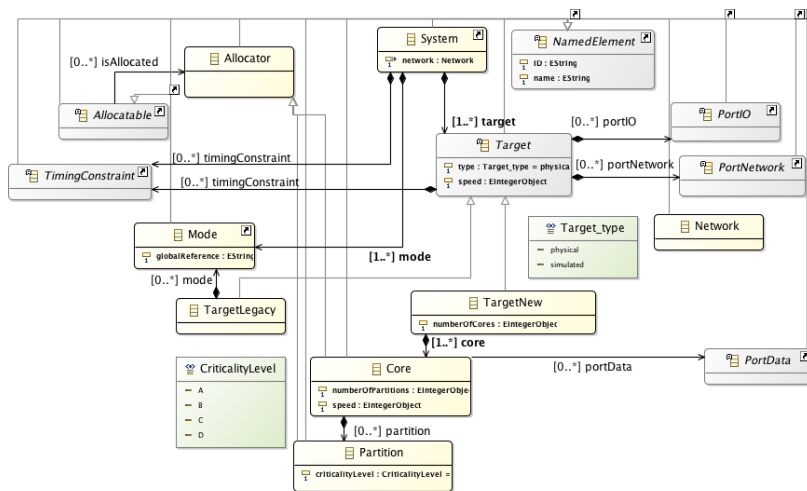 System
network : Network
NamedElement
ID : EString
name : EString
[0..*] isAllocated
Allocator
Allocatable
[1..*] target
[0..*] portIO
PortIO
Target
type : Target_type = physica
speed : EIntegerObject
[0..*] timingConstraint
TimingConstraint
[0..*] timingConstraint
[0..*] portNetwork
PortNetwork
Mode
globalReference : EString
[1..*] mode
Target_type
physical
simulated
Network
[0..*] mode
TargetLegacy
TargetNew
numberOfCores : EIntegerObjec
[1..*] core
CriticalityLevel
A
B
C
D
Core
numberOfPartitions : EIntegerObje
speed : EIntegerObject
[0..*] portData
PortData
[0..*] partition
Partition
criticalityLevel : CriticalityLevel =